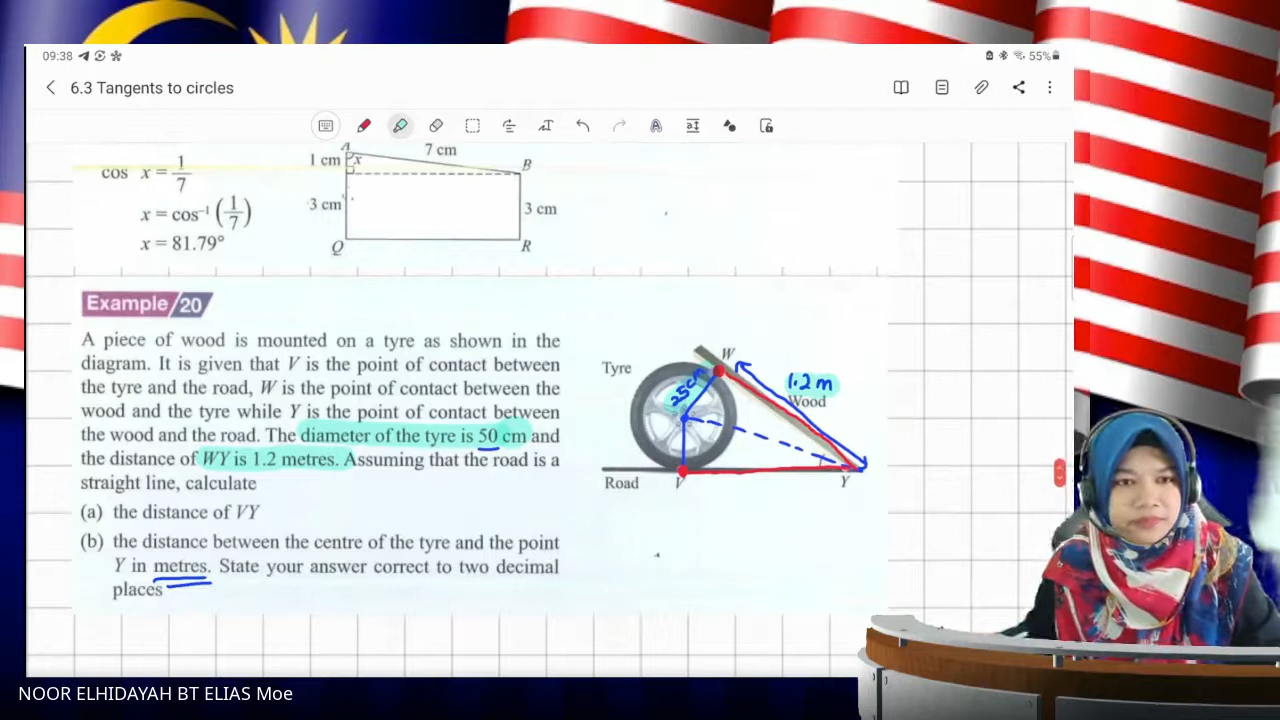 09:38
55%
6.3 Tangents to circles
cos x = 1/7
x = cos⁻¹ (1/7)
x = 81.79°
A
7 cm
B
1 cm
x
3 cm
3 cm
Q
R
Example 20
A piece of wood is mounted on a tyre as shown in the
diagram. It is given that V is the point of contact between
the tyre and the road, W is the point of contact between the
wood and the tyre while Y is the point of contact between
the wood and the road. The diameter of the tyre is 50 cm and
the distance of WY is 1.2 metres. Assuming that the road is a
straight line, calculate
(a) the distance of VY
(b) the distance between the centre of the tyre and the point
Y in metres. State your answer correct to two decimal
places
Tyre
W
25cm
1.2 m
Wood
Road
V
Y
NOOR ELHIDAYAH BT ELIAS Moe